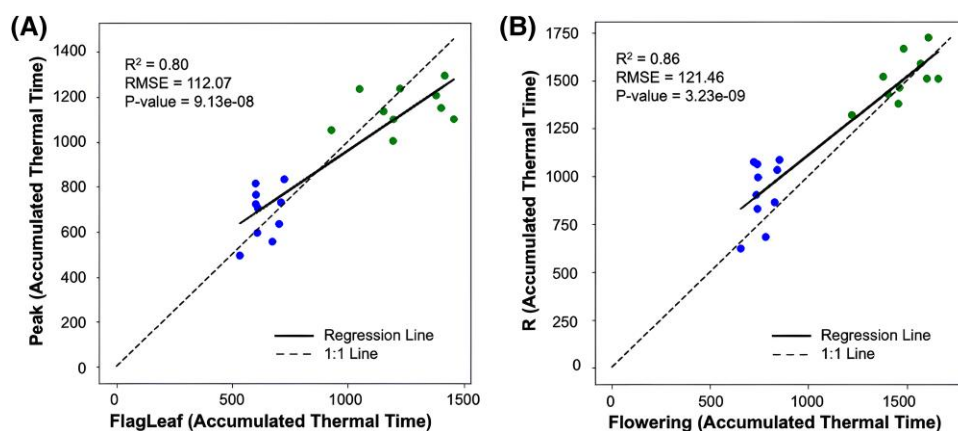 (A)
R² = 0.80
RMSE = 112.07
P-value = 9.13e-08
Peak (Accumulated Thermal Time)
1400
1200
1000
800
600
400
200
0
Regression Line
1:1 Line
0
500
1000
1500
FlagLeaf (Accumulated Thermal Time)
(B)
R² = 0.86
RMSE = 121.46
P-value = 3.23e-09
R (Accumulated Thermal Time)
1750
1500
1250
1000
750
500
250
0
Regression Line
1:1 Line
0
500
1000
1500
Flowering (Accumulated Thermal Time)